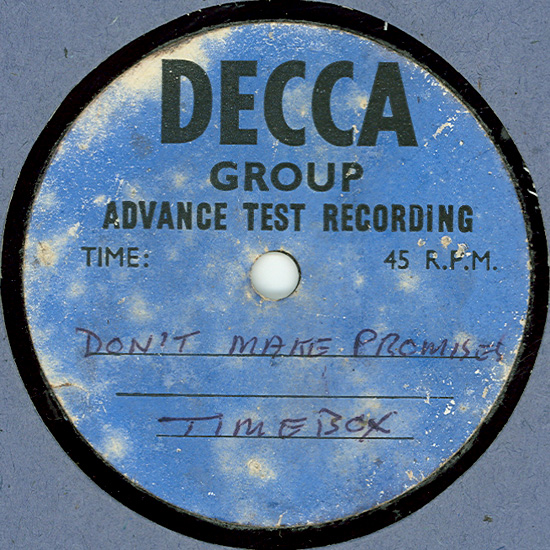 DECCA
GROUP
ADVANCE TEST RECORDING
TIME: 45 R.P.M.
DON'T MAKE PROMISES
TIMEBOX